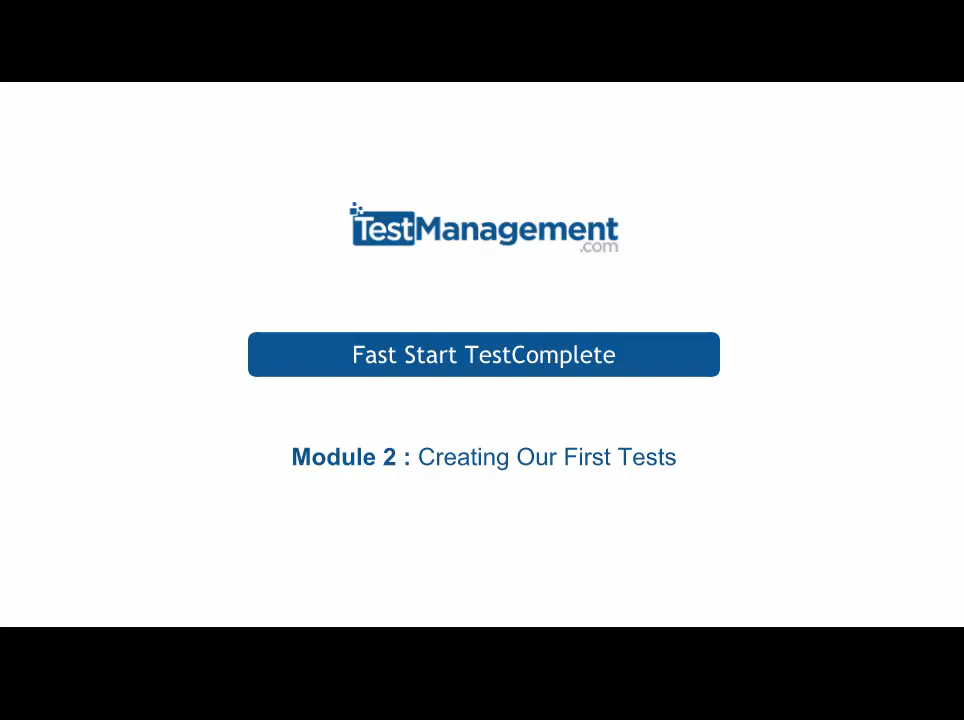 TestManagement
.com
Fast Start TestComplete
Module 2 : Creating Our First Tests